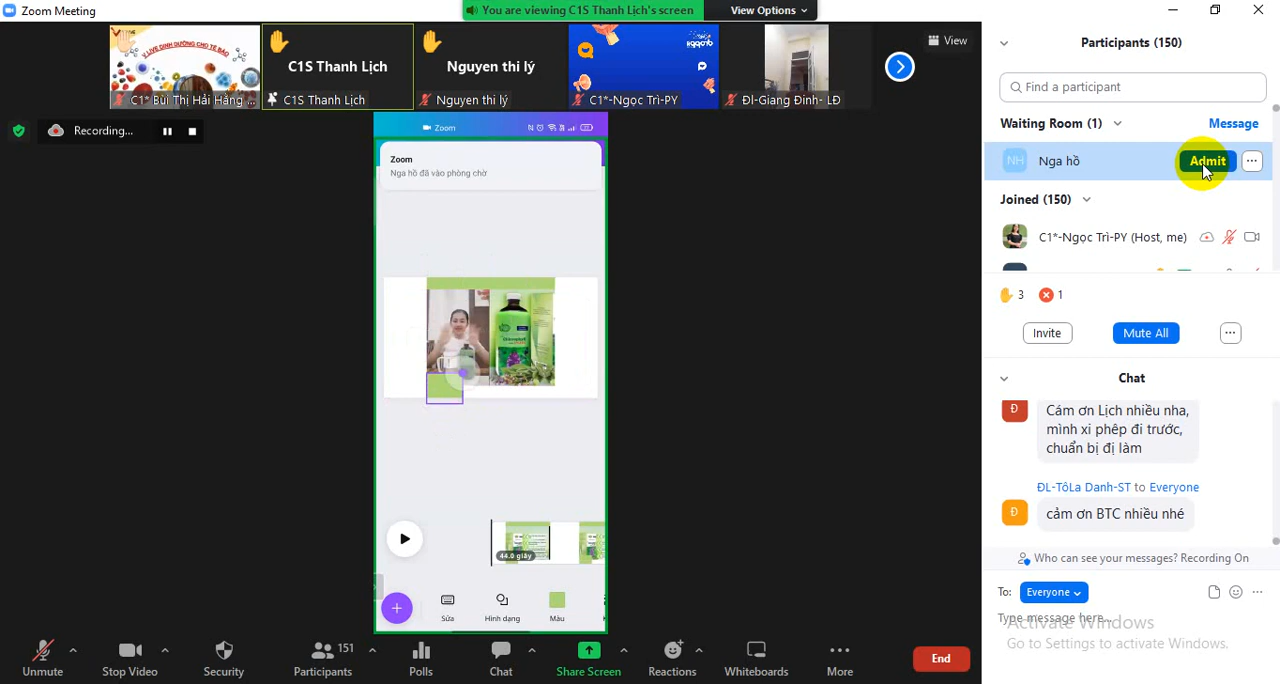 Zoom Meeting
You are viewing C1S Thanh Lịch's screen
View Options
View
C1S Thanh Lịch
Nguyen thi lý
C1* Bùi Thị Hải Hằng ...
C1S Thanh Lịch
Nguyen thi lý
C1*-Ngọc Trì-PY
Đl-Giang Đinh- LĐ
Recording...
Zoom
Zoom
Nga hồ đã vào phòng chờ
44.0 giây
Sửa
Hình dạng
Màu
Unmute
Stop Video
Security
151
Participants
Polls
Chat
Share Screen
Reactions
Whiteboards
More
End
Participants (150)
Find a participant
Waiting Room (1)
Message
NH
Nga hồ
Admit
Joined (150)
C1*-Ngọc Trì-PY (Host, me)
3
1
Invite
Mute All
Chat
Đ
Cám ơn Lịch nhiều nha,
mình xi phép đi trước,
chuẩn bị đi làm
ĐL-TôLa Danh-ST to Everyone
Đ
cảm ơn BTC nhiều nhé
Who can see your messages? Recording On
To: Everyone
Type message here...
Activate Windows
Go to Settings to activate Windows.